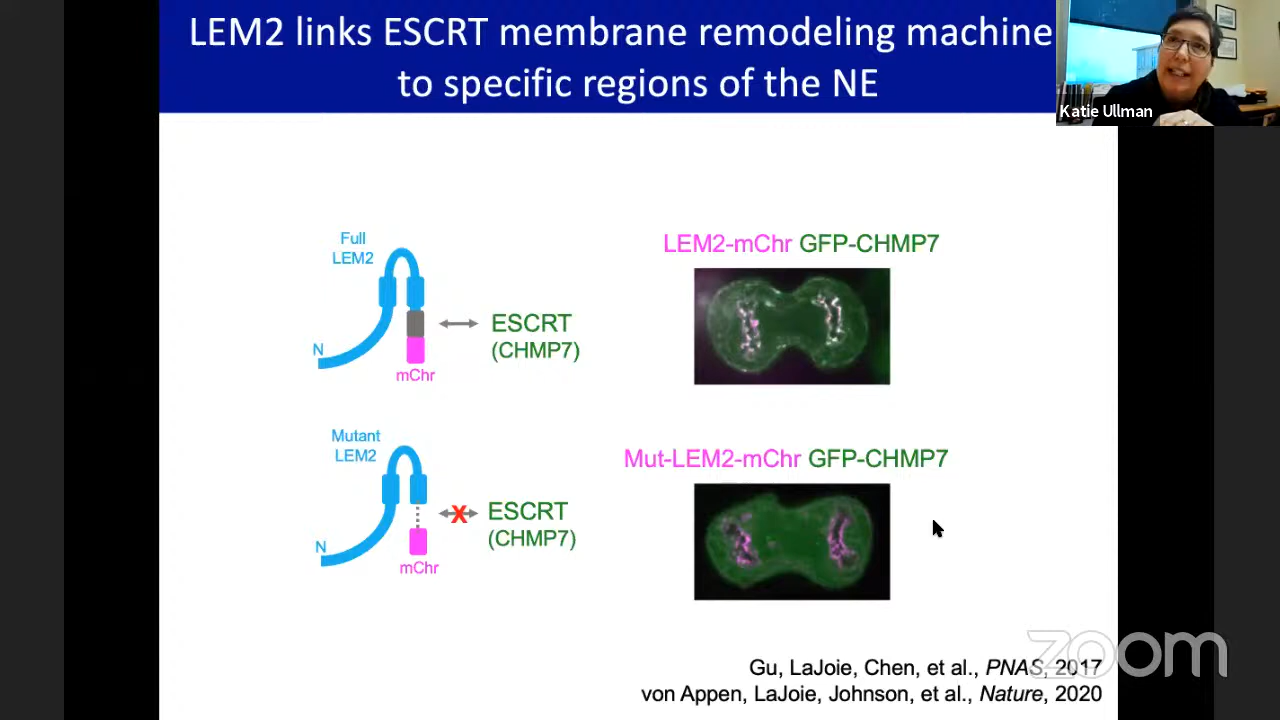 LEM2 links ESCRT membrane remodeling machine
to specific regions of the NE
Katie Ullman
Full
LEM2
LEM2-mChr GFP-CHMP7
ESCRT
(CHMP7)
N
mChr
Mutant
LEM2
Mut-LEM2-mChr GFP-CHMP7
X
ESCRT
(CHMP7)
N
mChr
zoom
Gu, LaJoie, Chen, et al., PNAS, 2017
von Appen, LaJoie, Johnson, et al., Nature, 2020